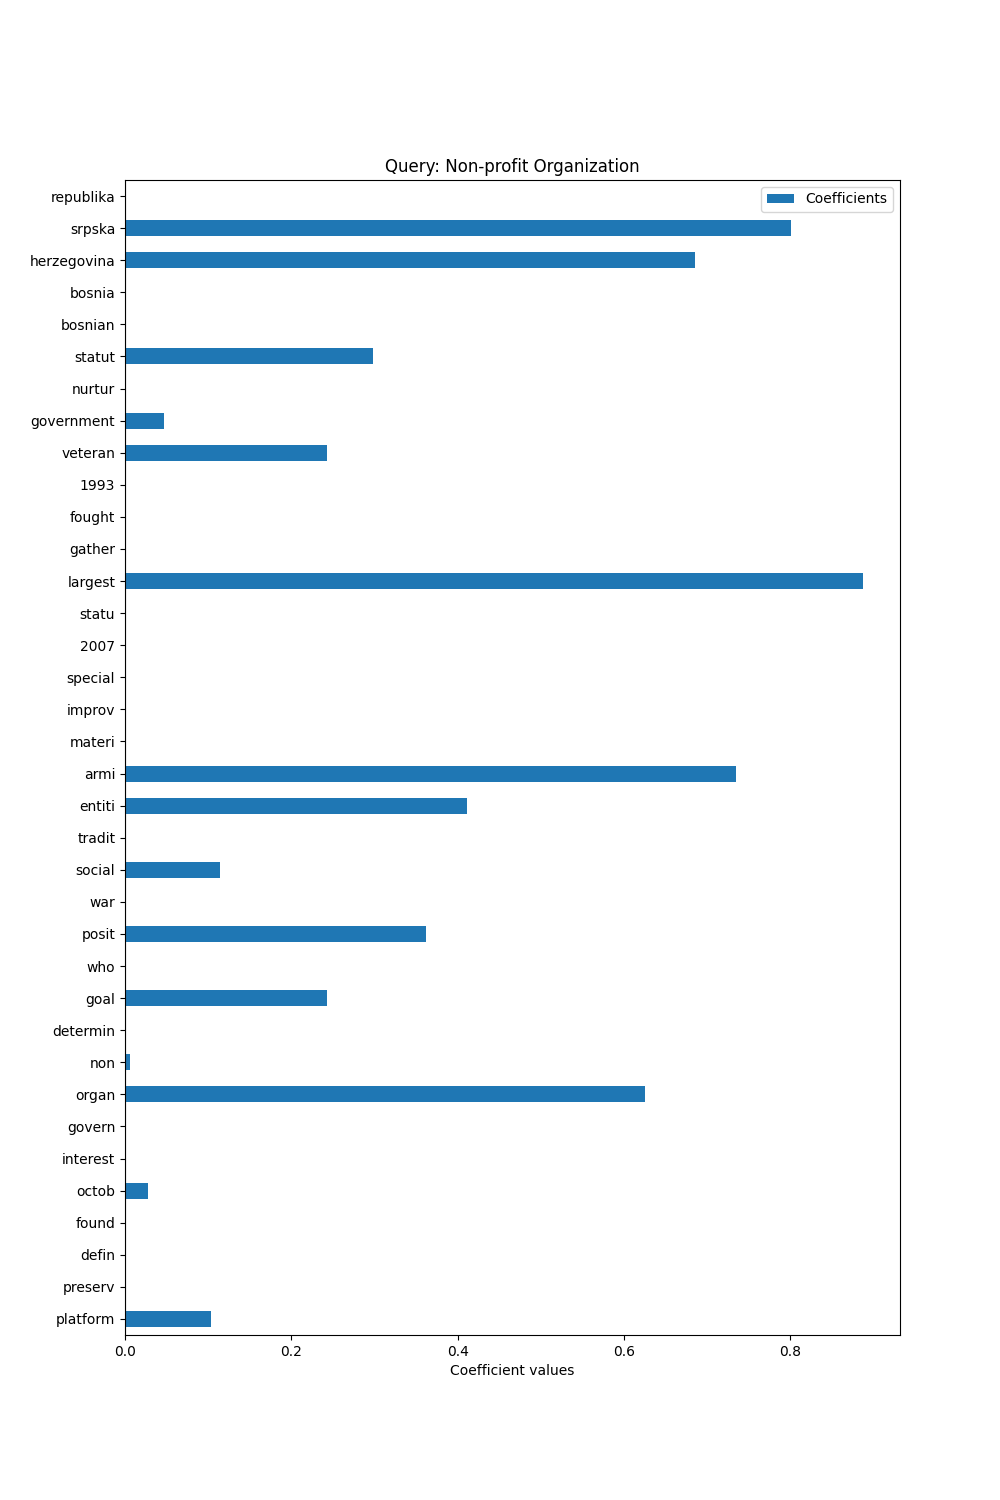 Query: Non-profit Organization
Coefficients
republika
srpska
herzegovina
bosnia
bosnian
statut
nurtur
government
veteran
1993
fought
gather
largest
statu
2007
special
improv
materi
armi
entiti
tradit
social
war
posit
who
goal
determin
non
organ
govern
interest
octob
found
defin
preserv
platform
0.0 0.2 0.4 0.6 0.8
Coefficient values